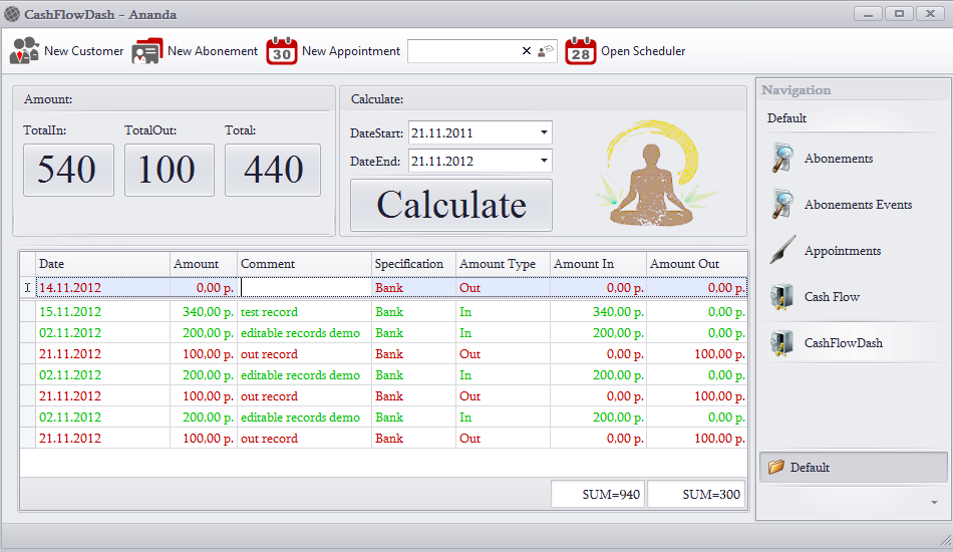 CashFlowDash - Ananda
New Customer New Abonement 30 New Appointment 28 Open Scheduler
Amount:
TotalIn: TotalOut: Total:
540 100 440
Calculate:
DateStart: 21.11.2011
DateEnd: 21.11.2012
Calculate
Navigation
Default
Abonements
Abonements Events
Appointments
Cash Flow
CashFlowDash
Default
Date Amount Comment Specification Amount Type Amount In Amount Out
14.11.2012 0,00 р. Bank Out 0,00 р. 0,00 р.
15.11.2012 340,00 р. test record Bank In 340,00 р. 0,00 р.
02.11.2012 200,00 р. editable records demo Bank In 200,00 р. 0,00 р.
21.11.2012 100,00 р. out record Bank Out 0,00 р. 100,00 р.
02.11.2012 200,00 р. editable records demo Bank In 200,00 р. 0,00 р.
21.11.2012 100,00 р. out record Bank Out 0,00 р. 100,00 р.
02.11.2012 200,00 р. editable records demo Bank In 200,00 р. 0,00 р.
21.11.2012 100,00 р. out record Bank Out 0,00 р. 100,00 р.
SUM=940 SUM=300